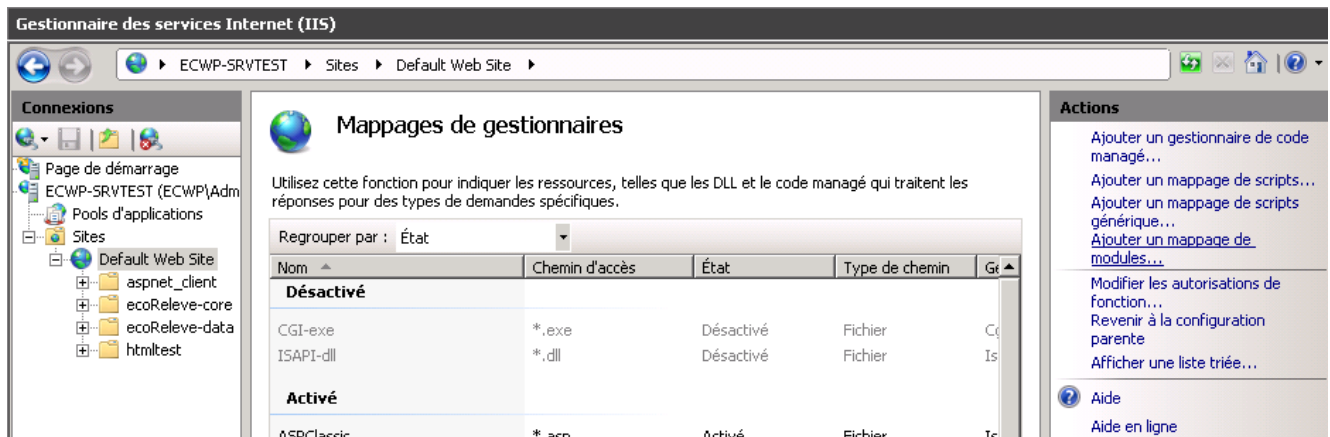 Gestionnaire des services Internet (IIS)
ECWP-SRVTEST
Sites
Default Web Site
Connexions
Page de démarrage
ECWP-SRVTEST (ECWP\Adm
Pools d'applications
Sites
Default Web Site
aspnet_client
ecoReleve-core
ecoReleve-data
htmltest
Mappages de gestionnaires
Utilisez cette fonction pour indiquer les ressources, telles que les DLL et le code managé qui traitent les
réponses pour des types de demandes spécifiques.
Regrouper par : État
Nom Chemin d'accès État Type de chemin
Désactivé
CGI-exe *.exe Désactivé Fichier
ISAPI-dll *.dll Désactivé Fichier Is
Activé
ASPClassic *.asp Activé Fichier Is
Actions
Ajouter un gestionnaire de code
managé...
Ajouter un mappage de scripts...
Ajouter un mappage de scripts
générique...
Ajouter un mappage de
modules...
Modifier les autorisations de
fonction...
Revenir à la configuration
parente
Afficher une liste triée...
Aide
Aide en ligne